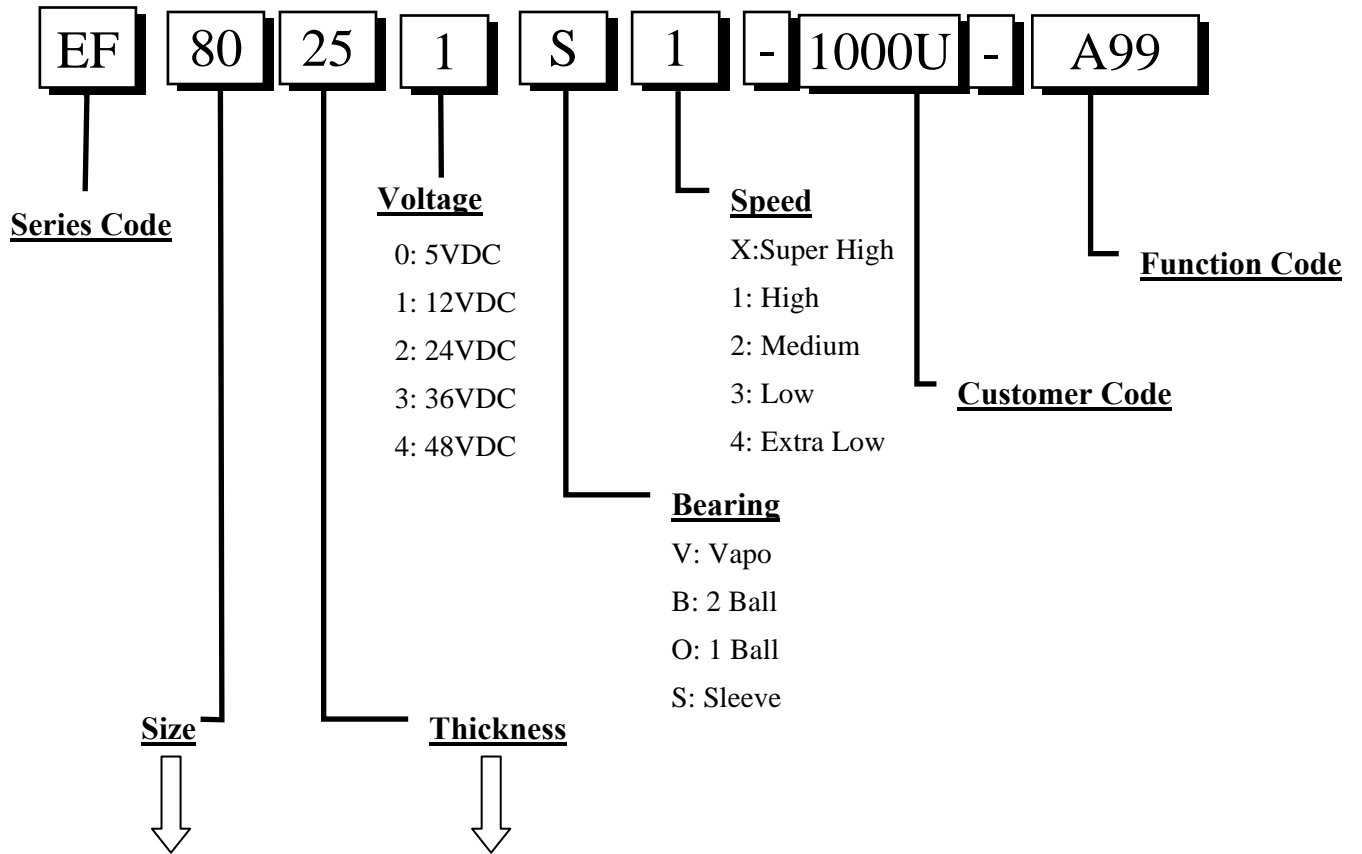 EF 80 25 1 S 1 - 1000U - A99
Series Code
Voltage
0: 5VDC
1: 12VDC
2: 24VDC
3: 36VDC
4: 48VDC
Speed
X:Super High
1: High
2: Medium
3: Low
4: Extra Low
Function Code
Customer Code
Bearing
V: Vapo
B: 2 Ball
O: 1 Ball
S: Sleeve
Size
Thickness